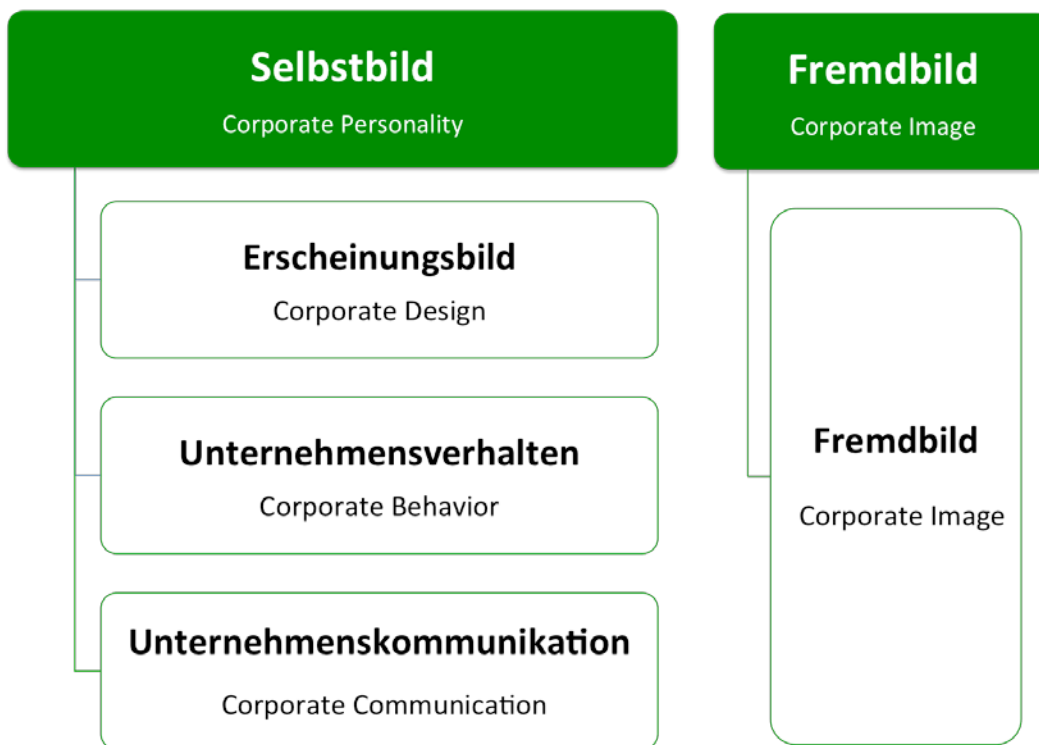 Selbstbild
Corporate Personality
Erscheinungsbild
Corporate Design
Unternehmensverhalten
Corporate Behavior
Unternehmenskommunikation
Corporate Communication
Fremdbild
Corporate Image
Fremdbild
Corporate Image